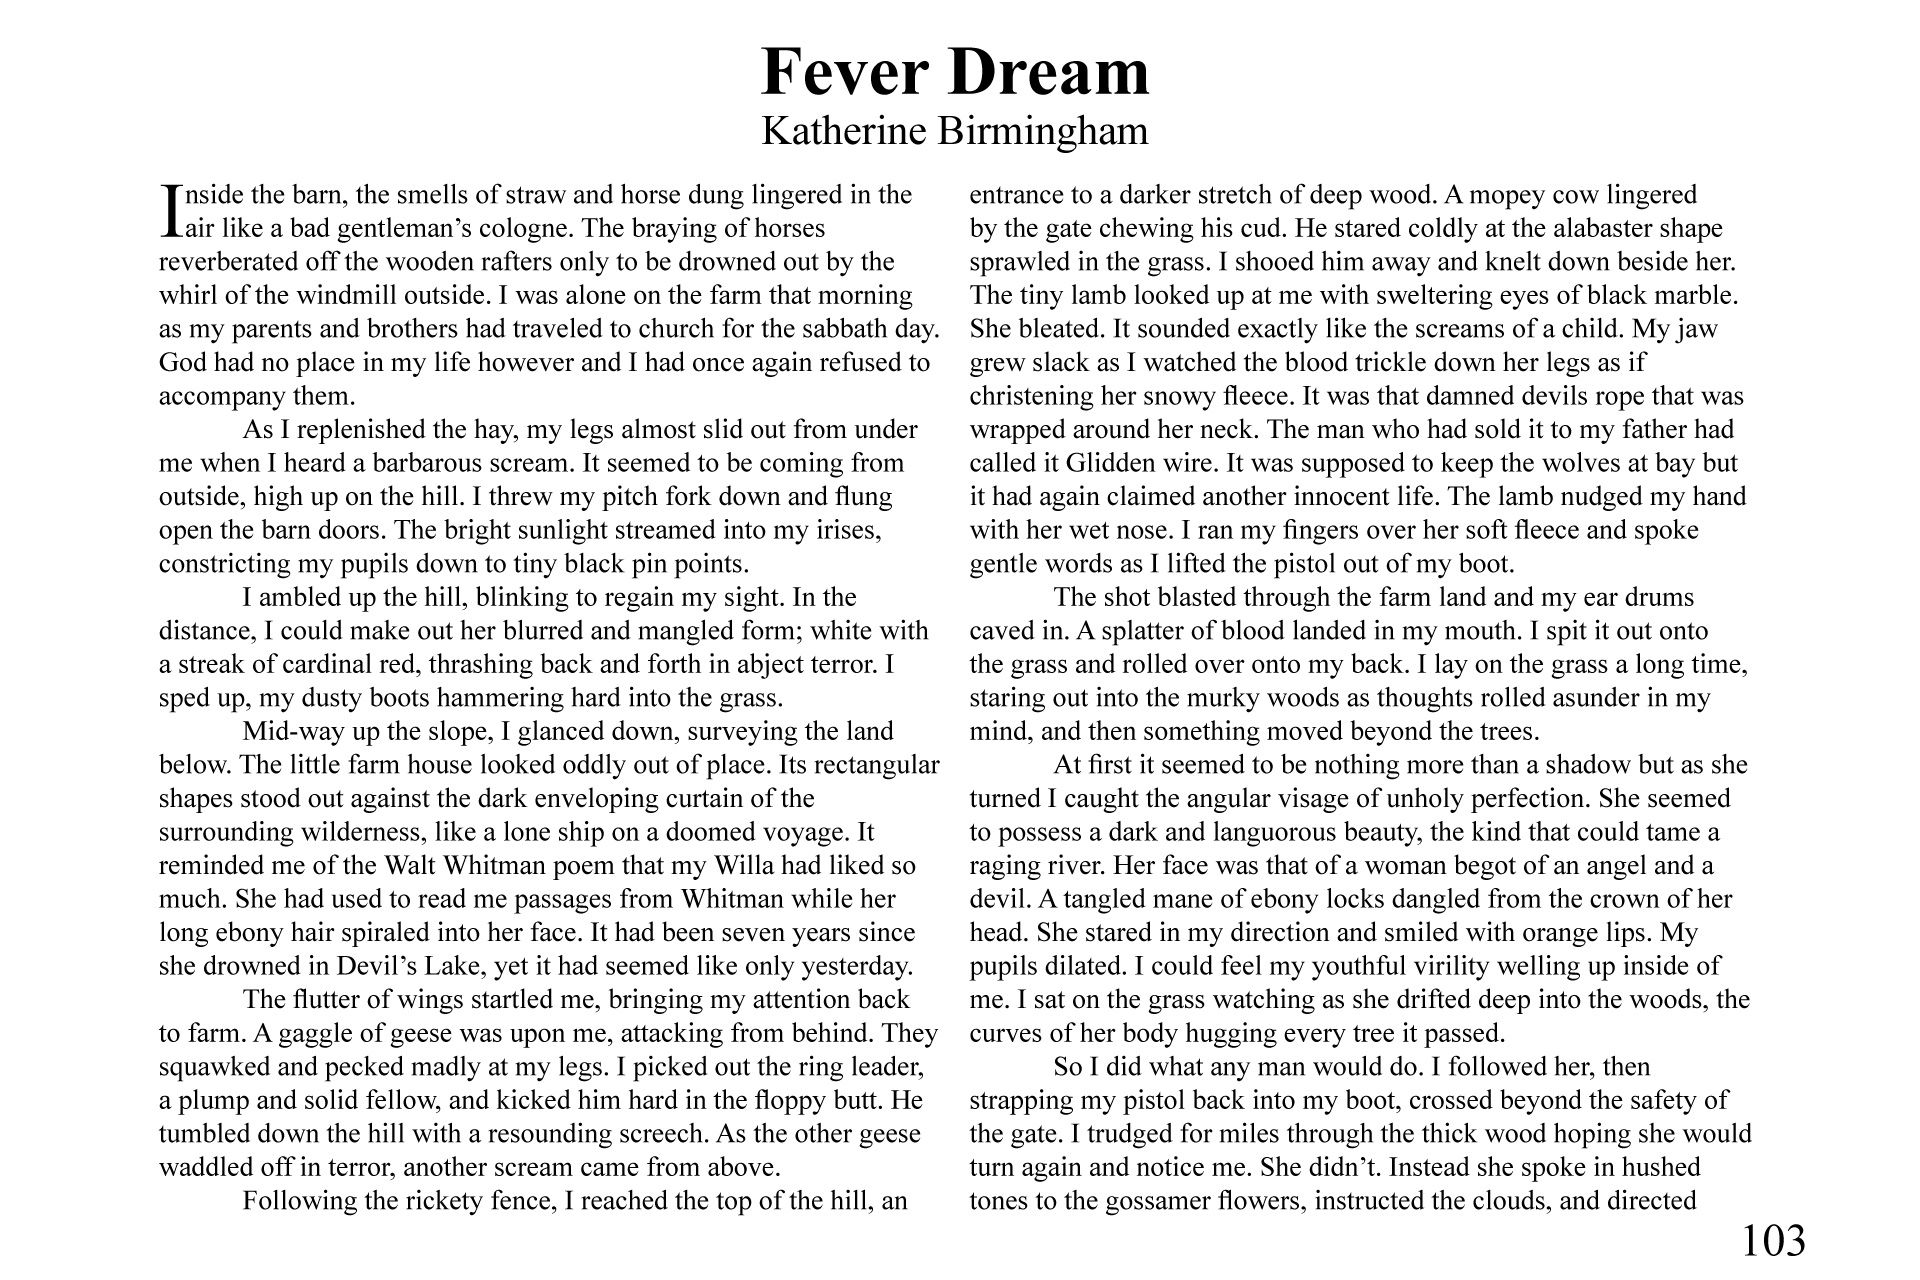 Fever Dream
Katherine Birmingham
Inside the barn, the smells of straw and horse dung lingered in the
air like a bad gentleman’s cologne. The braying of horses
reverberated off the wooden rafters only to be drowned out by the
whirl of the windmill outside. I was alone on the farm that morning
as my parents and brothers had traveled to church for the sabbath day.
God had no place in my life however and I had once again refused to
accompany them.
As I replenished the hay, my legs almost slid out from under
me when I heard a barbarous scream. It seemed to be coming from
outside, high up on the hill. I threw my pitch fork down and flung
open the barn doors. The bright sunlight streamed into my irises,
constricting my pupils down to tiny black pin points.
I ambled up the hill, blinking to regain my sight. In the
distance, I could make out her blurred and mangled form; white with
a streak of cardinal red, thrashing back and forth in abject terror. I
sped up, my dusty boots hammering hard into the grass.
Mid-way up the slope, I glanced down, surveying the land
below. The little farm house looked oddly out of place. Its rectangular
shapes stood out against the dark enveloping curtain of the
surrounding wilderness, like a lone ship on a doomed voyage. It
reminded me of the Walt Whitman poem that my Willa had liked so
much. She had used to read me passages from Whitman while her
long ebony hair spiraled into her face. It had been seven years since
she drowned in Devil’s Lake, yet it had seemed like only yesterday.
The flutter of wings startled me, bringing my attention back
to farm. A gaggle of geese was upon me, attacking from behind. They
squawked and pecked madly at my legs. I picked out the ring leader,
a plump and solid fellow, and kicked him hard in the floppy butt. He
tumbled down the hill with a resounding screech. As the other geese
waddled off in terror, another scream came from above.
Following the rickety fence, I reached the top of the hill, an
entrance to a darker stretch of deep wood. A mopey cow lingered
by the gate chewing his cud. He stared coldly at the alabaster shape
sprawled in the grass. I shooed him away and knelt down beside her.
The tiny lamb looked up at me with sweltering eyes of black marble.
She bleated. It sounded exactly like the screams of a child. My jaw
grew slack as I watched the blood trickle down her legs as if
christening her snowy fleece. It was that damned devils rope that was
wrapped around her neck. The man who had sold it to my father had
called it Glidden wire. It was supposed to keep the wolves at bay but
it had again claimed another innocent life. The lamb nudged my hand
with her wet nose. I ran my fingers over her soft fleece and spoke
gentle words as I lifted the pistol out of my boot.
The shot blasted through the farm land and my ear drums
caved in. A splatter of blood landed in my mouth. I spit it out onto
the grass and rolled over onto my back. I lay on the grass a long time,
staring out into the murky woods as thoughts rolled asunder in my
mind, and then something moved beyond the trees.
At first it seemed to be nothing more than a shadow but as she
turned I caught the angular visage of unholy perfection. She seemed
to possess a dark and languorous beauty, the kind that could tame a
raging river. Her face was that of a woman begot of an angel and a
devil. A tangled mane of ebony locks dangled from the crown of her
head. She stared in my direction and smiled with orange lips. My
pupils dilated. I could feel my youthful virility welling up inside of
me. I sat on the grass watching as she drifted deep into the woods, the
curves of her body hugging every tree it passed.
So I did what any man would do. I followed her, then
strapping my pistol back into my boot, crossed beyond the safety of
the gate. I trudged for miles through the thick wood hoping she would
turn again and notice me. She didn’t. Instead she spoke in hushed
tones to the gossamer flowers, instructed the clouds, and directed
103